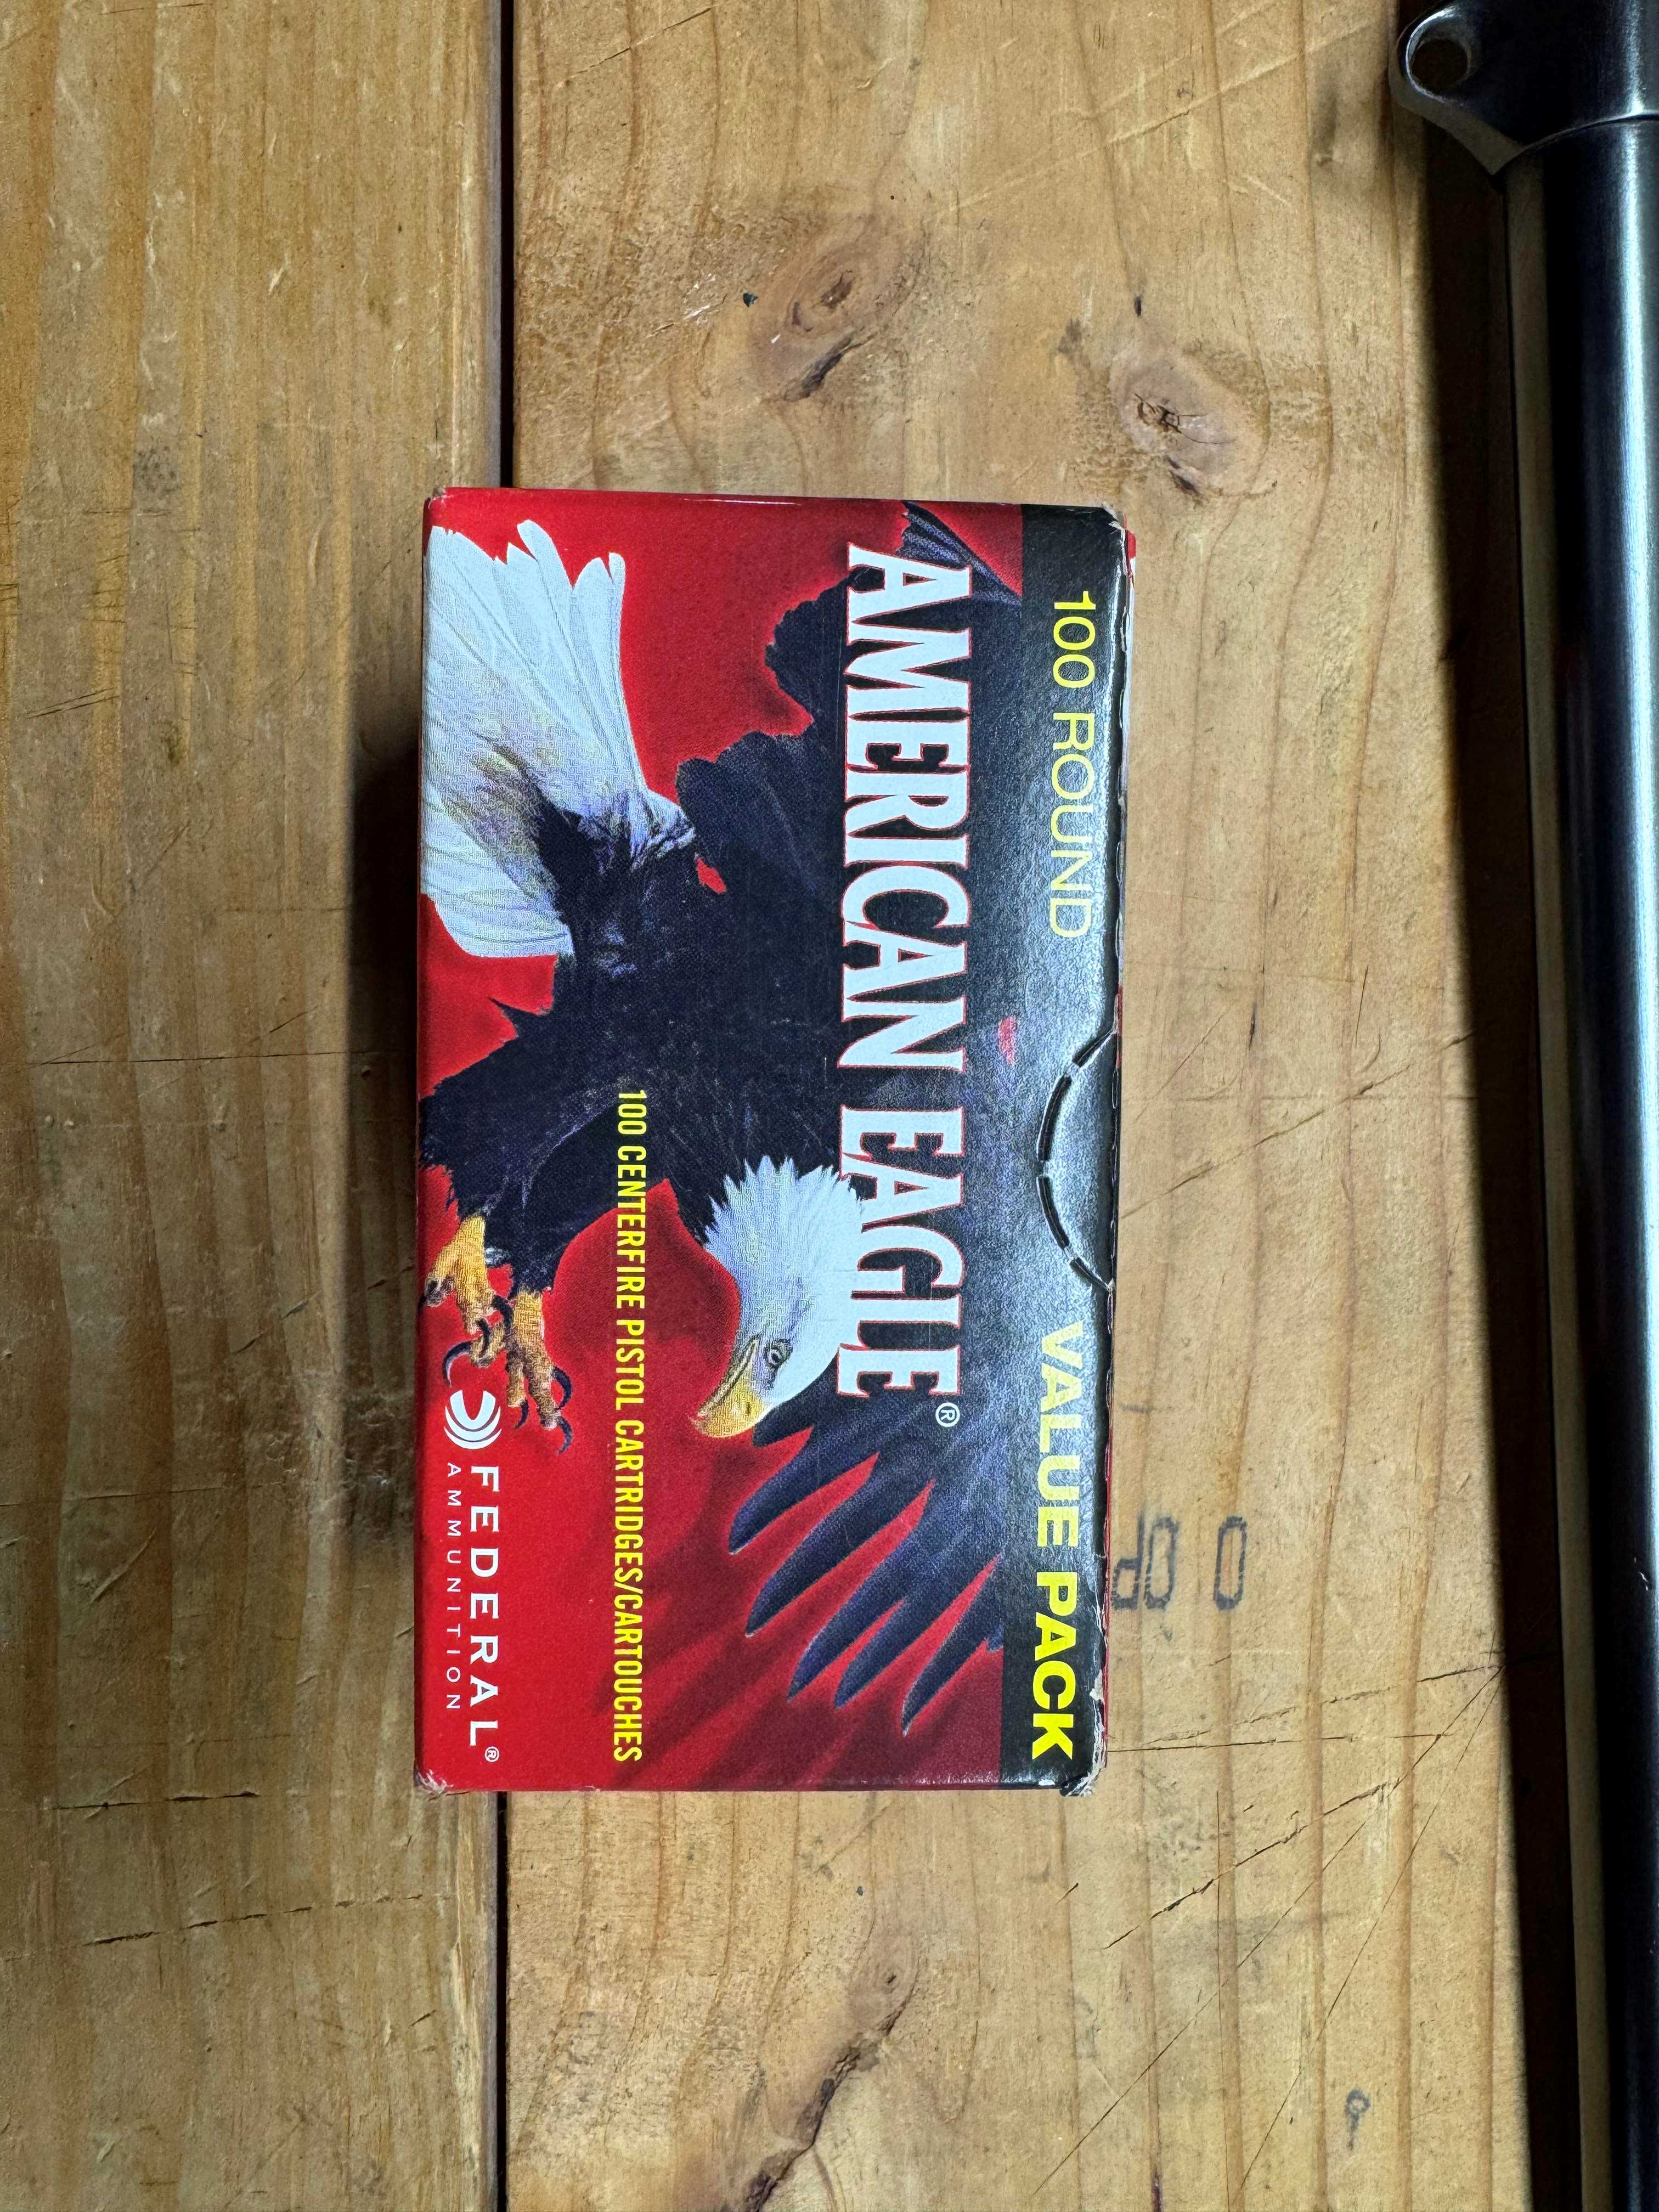 100 ROUND VALUE PACK
AMERICAN EAGLE®
100 CENTERFIRE PISTOL CARTRIDGES/CARTOUCHES
FEDERAL®
AMMUNITION